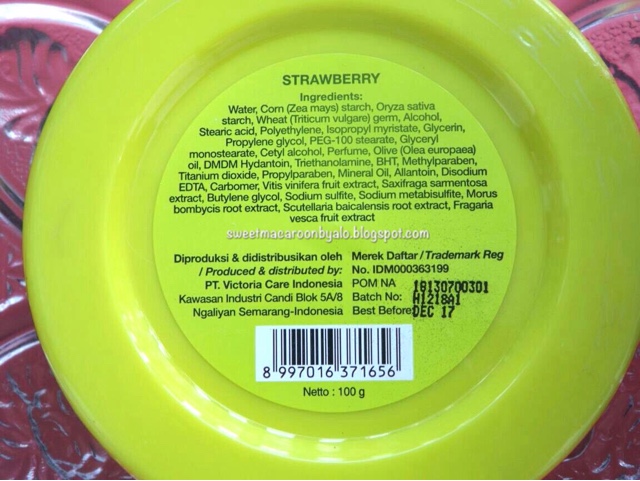 STRAWBERRY
Ingredients:
Water, Corn (Zea mays) starch, Oryza sativa
starch, Wheat (Triticum vulgare) germ, Alcohol,
Stearic acid, Polyethylene, Isopropyl myristate, Glycerin,
Propylene glycol, PEG-100 stearate, Glyceryl
monostearate, Cetyl alcohol, Perfume, Olive (Olea europaea)
oil, DMDM Hydantoin, Triethanolamine, BHT, Methylparaben,
Titanium dioxide, Propylparaben, Mineral Oil, Allantoin, Disodium
EDTA, Carbomer, Vitis vinifera fruit extract, Saxifraga sarmentosa
extract, Butylene glycol, Sodium sulfite, Sodium metabisulfite, Morus
bombycis root extract, Scutellaria baicalensis root extract, Fragaria
vesca fruit extract
sweetmacaroonbyalo.blogspot.com
Diproduksi & didistribusikan oleh
/ Produced & distributed by:
PT. Victoria Care Indonesia
Kawasan Industri Candi Blok 5A/8
Ngaliyan Semarang-Indonesia
Merek Daftar / Trademark Reg
No. IDM000363199
POM NA 18130700301
Batch No: A1218A1
Best Before: DEC 17
8 997016 371656
Netto : 100 g